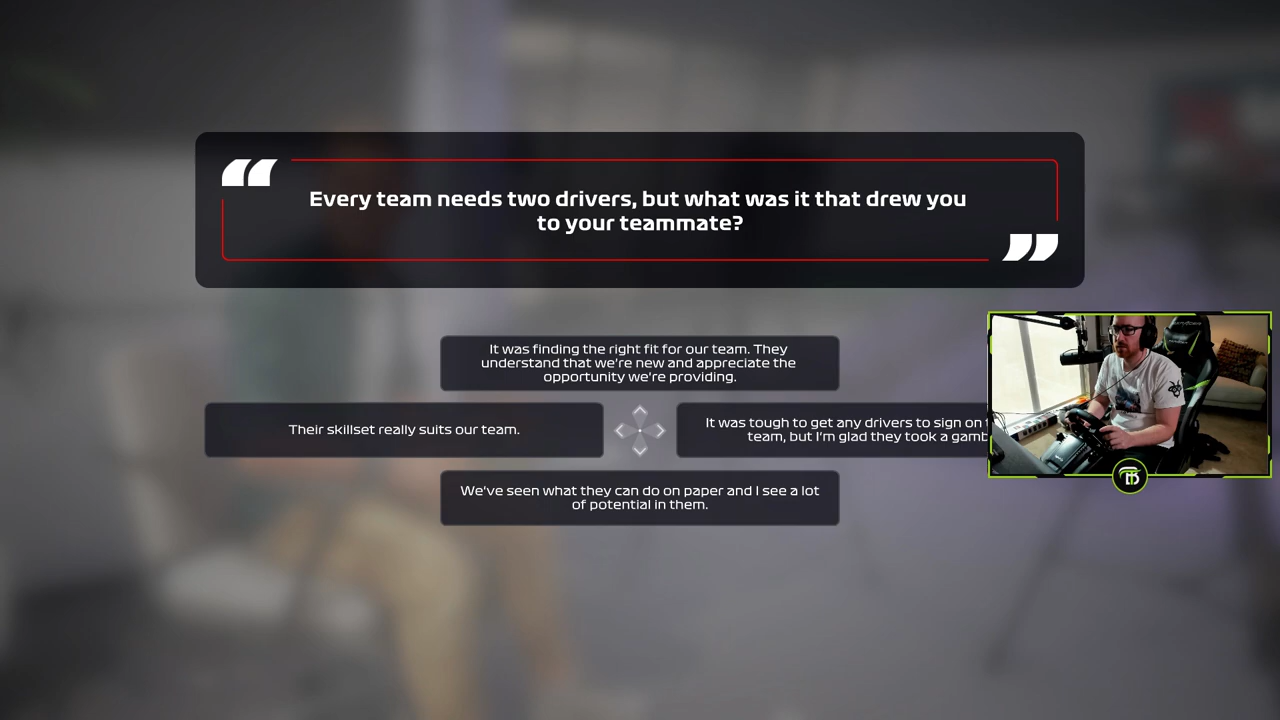 Every team needs two drivers, but what was it that drew you
to your teammate?
It was finding the right fit for our team. They
understand that we're new and appreciate the
opportunity we're providing.
Their skillset really suits our team.
It was tough to get any drivers to sign on
team, but I'm glad they took a gamb
We've seen what they can do on paper and I see a lot
of potential in them.